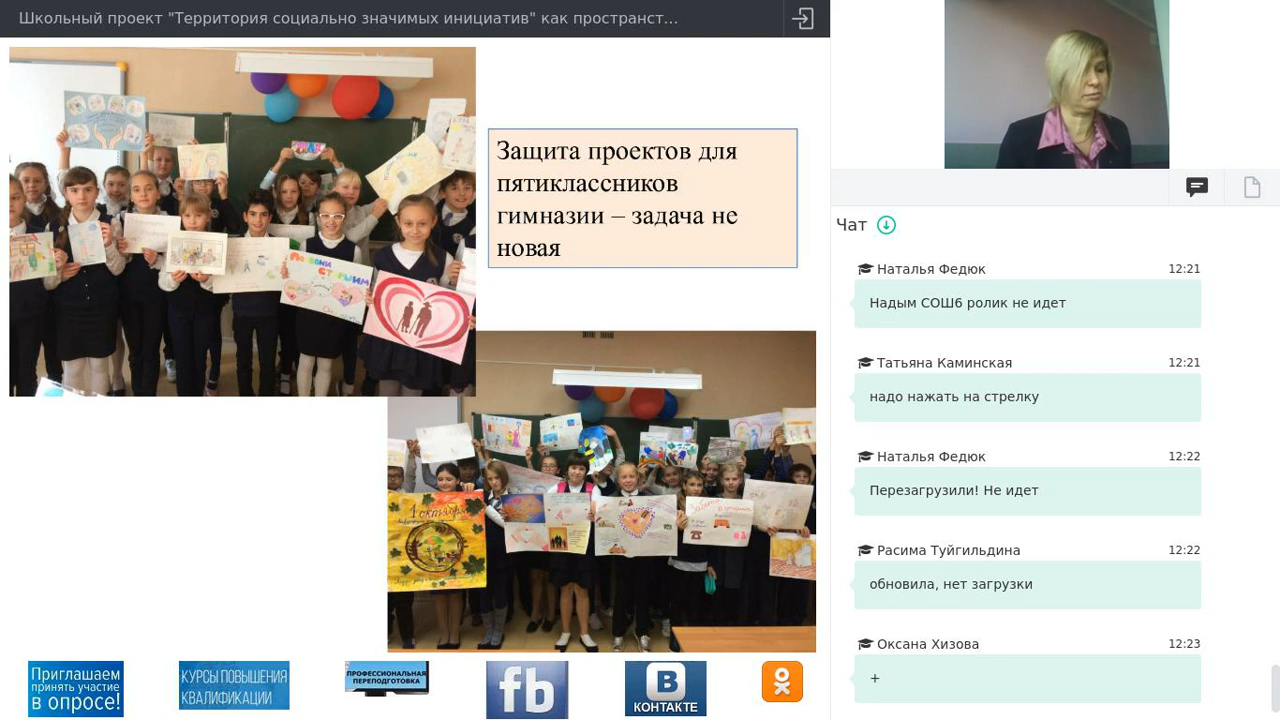 Школьный проект "Территория социально значимых инициатив" как пространст...
Защита проектов для
пятиклассников
гимназии – задача не
новая
1 октября
Чат
Наталья Федюк 12:21
Надым СОШ6 ролик не идет
Татьяна Каминская 12:21
надо нажать на стрелку
Наталья Федюк 12:22
Перезагрузили! Не идет
Расима Туйгильдина 12:22
обновила, нет загрузки
Оксана Хизова 12:23
+
Приглашаем
принять участие
в опросе!
КУРСЫ ПОВЫШЕНИЯ
КВАЛИФИКАЦИИ
ПРОФЕССИОНАЛЬНАЯ
ПЕРЕПОДГОТОВКА
fb
В
КОНТАКТЕ